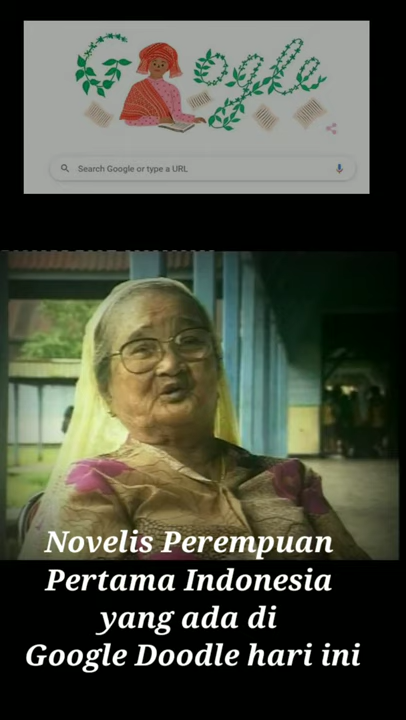 Google
Search Google or type a URL
Novelis Perempuan
Pertama Indonesia
yang ada di
Google Doodle hari ini